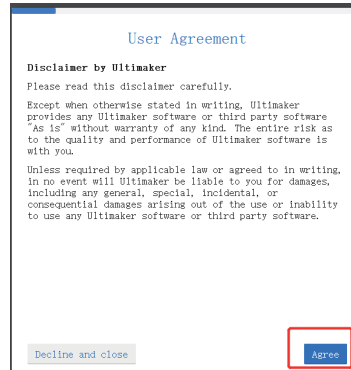 User Agreement
Disclaimer by Ultimaker
Please read this disclaimer carefully.
Except when otherwise stated in writing, Ultimaker
provides any Ultimaker software or third party software
"As is" without warranty of any kind. The entire risk as
to the quality and performance of Ultimaker software is
with you.
Unless required by applicable law or agreed to in writing,
in no event will Ultimaker be liable to you for damages,
including any general, special, incidental, or
consequential damages arising out of the use or inability
to use any Ultimaker software or third party software.
Decline and close
Agree